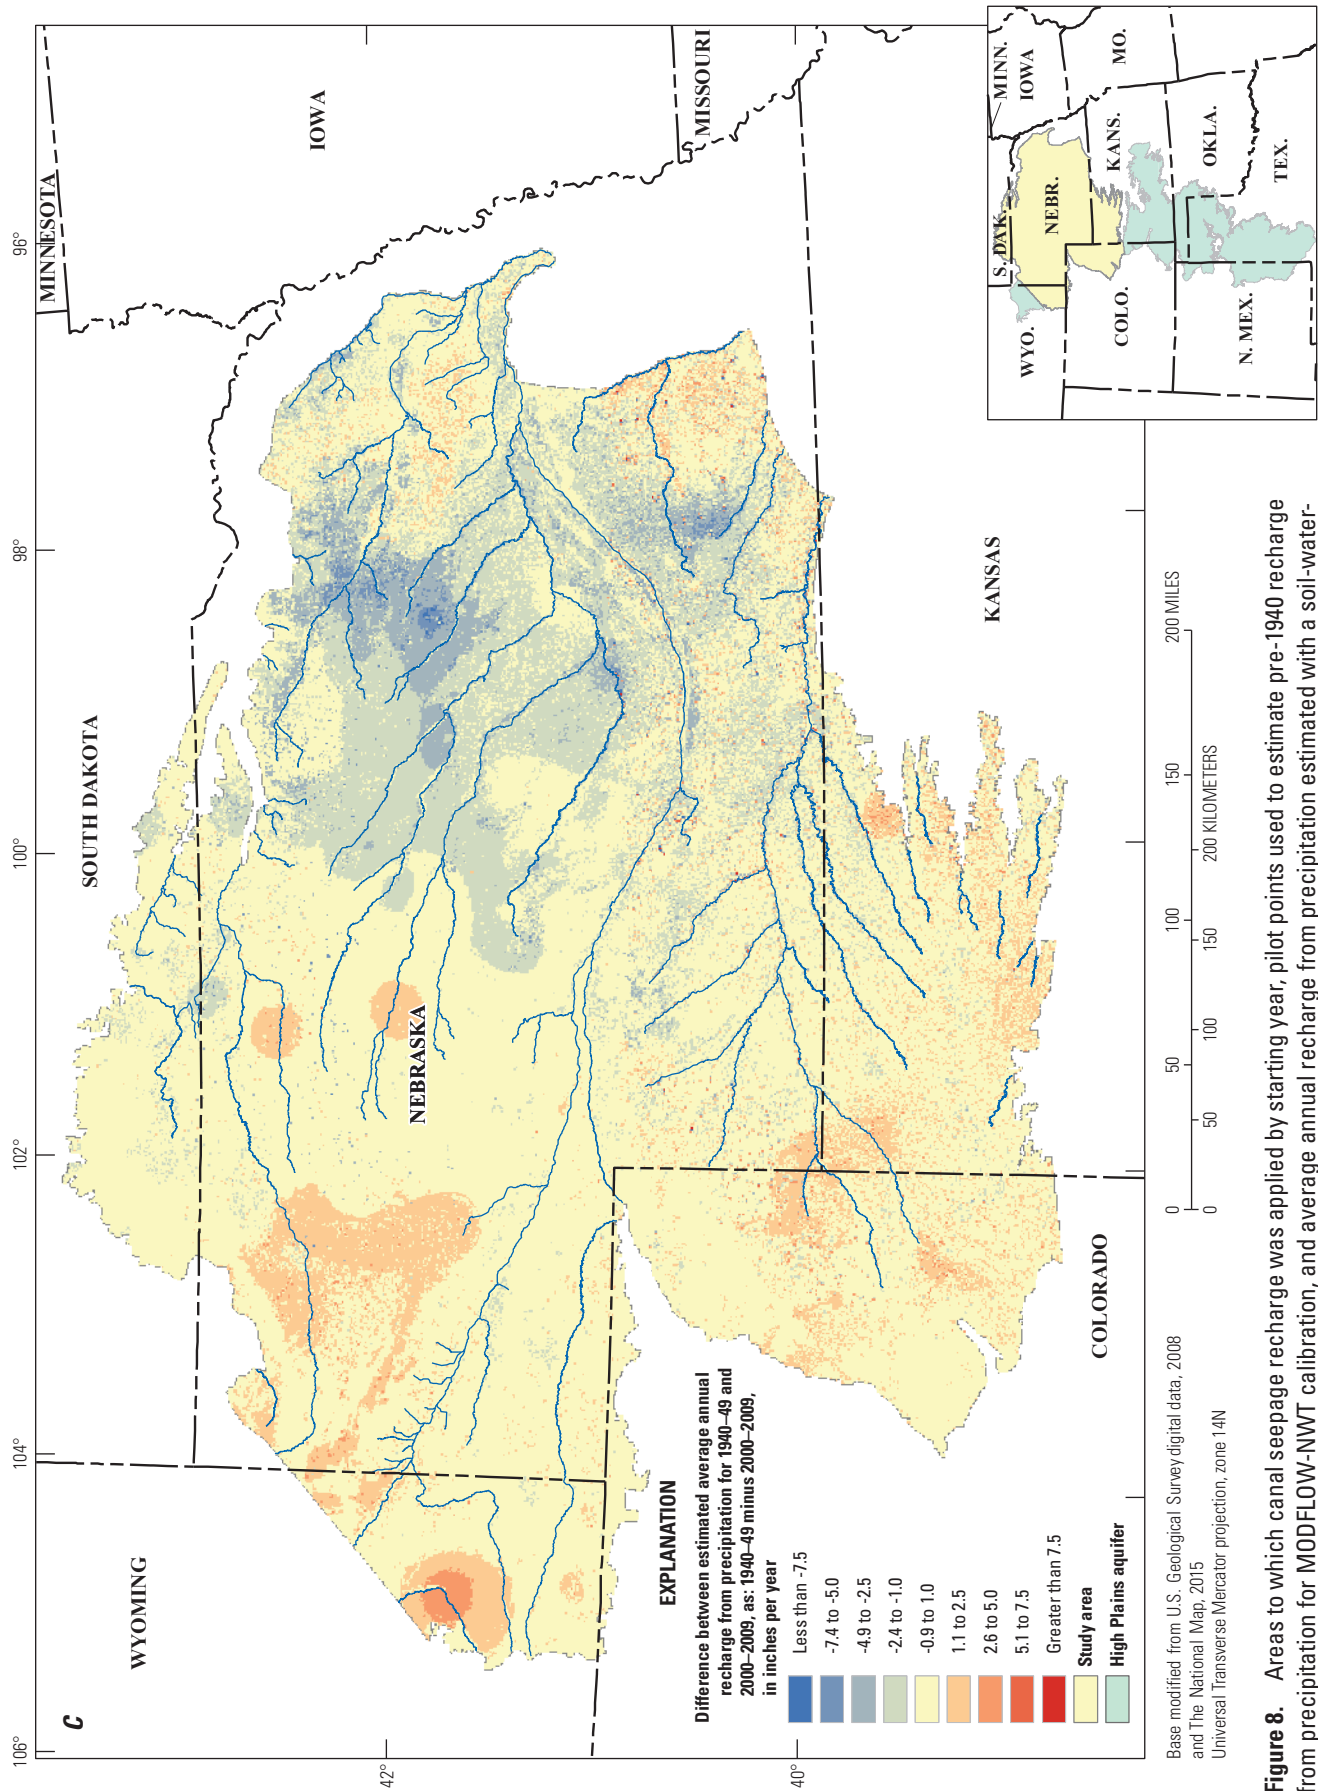 C
106°
104°
102°
100°
98°
96°
42°
40°
WYOMING
SOUTH DAKOTA
MINNESOTA
IOWA
MISSOURI
NEBRASKA
KANSAS
COLORADO
EXPLANATION
Difference between estimated average annual
recharge from precipitation for 1940–49 and
2000–2009, as: 1940–49 minus 2000–2009,
in inches per year
Less than -7.5
-7.4 to -5.0
-4.9 to -2.5
-2.4 to -1.0
-0.9 to 1.0
1.1 to 2.5
2.6 to 5.0
5.1 to 7.5
Greater than 7.5
Study area
High Plains aquifer
Base modified from U.S. Geological Survey digital data, 2008
and The National Map, 2015
Universal Transverse Mercator projection, zone 14N
0 50 100 150 200 MILES
0 50 100 150 200 KILOMETERS
WYO.
S. DAK.
MINN.
IOWA
NEBR.
COLO.
KANS.
MO.
N. MEX.
OKLA.
TEX.
Figure 8. Areas to which canal seepage recharge was applied by starting year, pilot points used to estimate pre-1940 recharge
from precipitation for MODFLOW-NWT calibration, and average annual recharge from precipitation estimated with a soil-water-